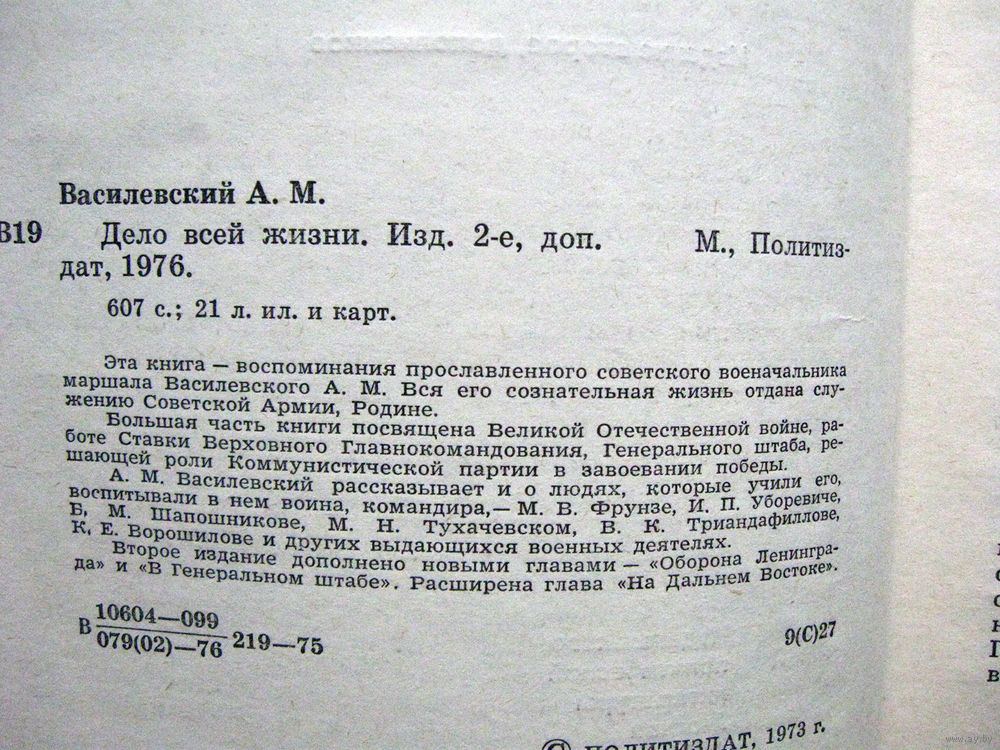 Василевский А. М.
В19 Дело всей жизни. Изд. 2-е, доп. М., Политиз-
дат, 1976.
607 с.; 21 л. ил. и карт.
Эта книга — воспоминания прославленного советского военачальника
маршала Василевского А. М. Вся его сознательная жизнь отдана слу-
жению Советской Армии, Родине.
Большая часть книги посвящена Великой Отечественной войне, ра-
боте Ставки Верховного Главнокомандования, Генерального штаба, ре-
шающей роли Коммунистической партии в завоевании победы.
А. М. Василевский рассказывает и о людях, которые учили его,
воспитывали в нем воина, командира,— М. В. Фрунзе, И. П. Уборевиче,
Б. М. Шапошникове, М. Н. Тухачевском, В. К. Триандафиллове,
К. Е. Ворошилове и других выдающихся военных деятелях.
Второе издание дополнено новыми главами — «Оборона Ленингра-
да» и «В Генеральном штабе». Расширена глава «На Дальнем Востоке».
В 10604—099
079(02)—76 219—75
9(С)27
© ПОЛИТИЗДАТ, 1973 г.
www.ay.by